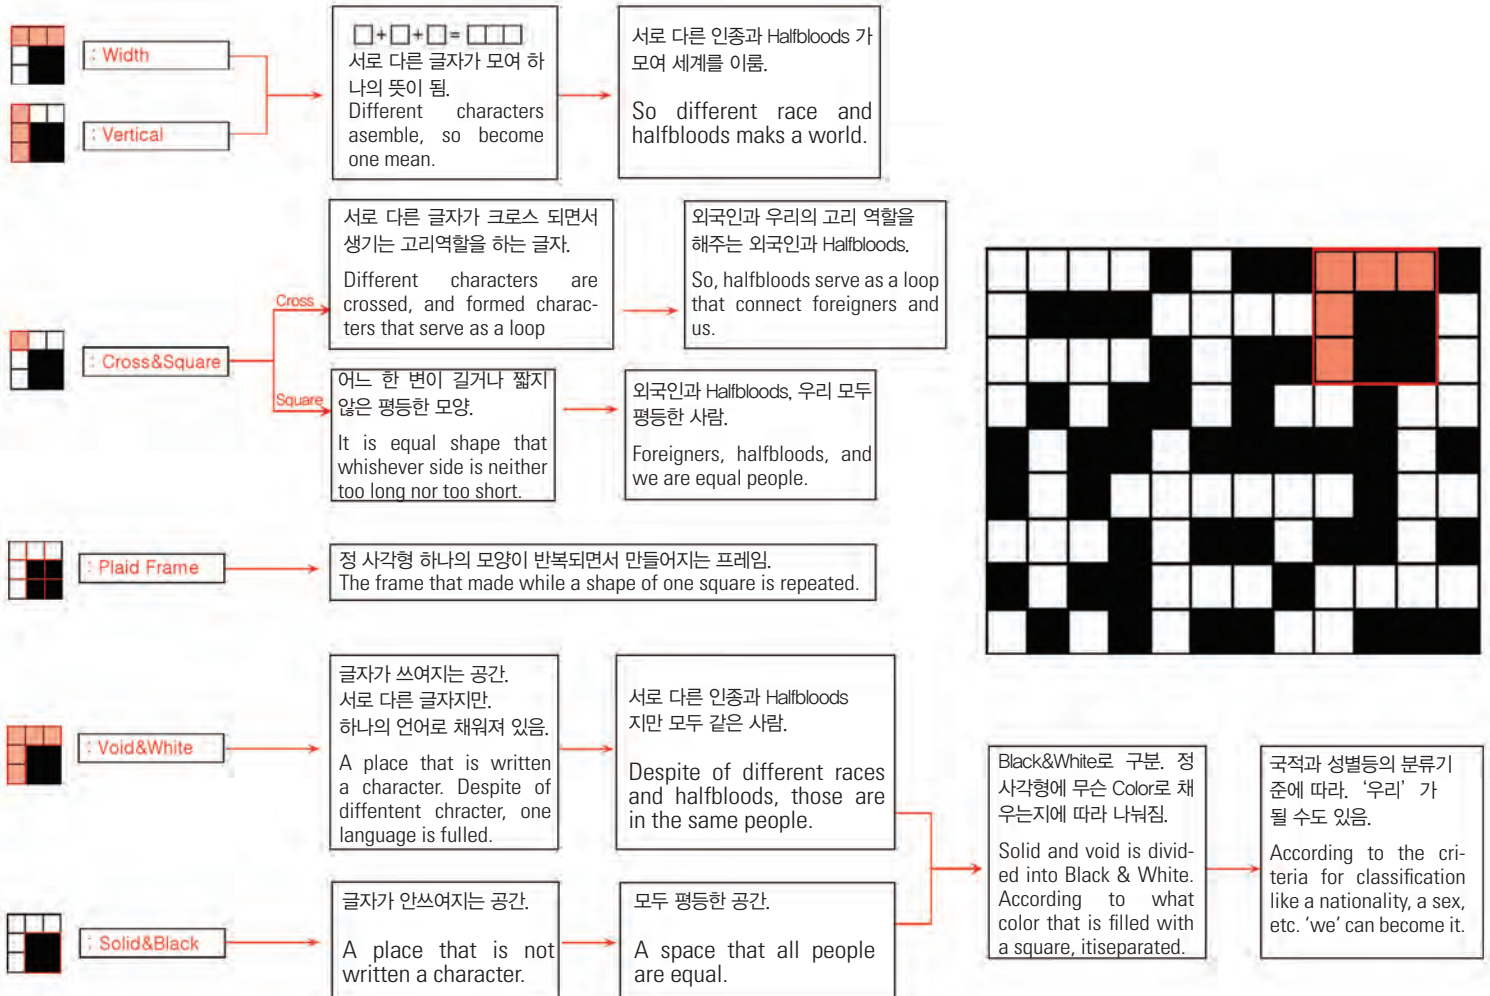 : Width
: Vertical
□+□+□=□□□
서로 다른 글자가 모여 하
나의 뜻이 됨.
Different characters
asemble, so become
one mean.
서로 다른 인종과 Halfbloods 가
모여 세계를 이룸.
So different race and
halfbloods maks a world.
: Cross&Square
Cross
서로 다른 글자가 크로스 되면서
생기는 고리역할을 하는 글자.
Different characters are
crossed, and formed charac-
ters that serve as a loop
외국인과 우리의 고리 역할을
해주는 외국인과 Halfbloods.
So, halfbloods serve as a loop
that connect foreigners and
us.
Square
어느 한 변이 길거나 짧지
않은 평등한 모양.
It is equal shape that
whishever side is neither
too long nor too short.
외국인과 Halfbloods, 우리 모두
평등한 사람.
Foreigners, halfbloods, and
we are equal people.
: Plaid Frame
정 사각형 하나의 모양이 반복되면서 만들어지는 프레임.
The frame that made while a shape of one square is repeated.
: Void&White
글자가 쓰여지는 공간.
서로 다른 글자지만.
하나의 언어로 채워져 있음.
A place that is written
a character. Despite of
diffentent chracter, one
language is fulled.
서로 다른 인종과 Halfbloods
지만 모두 같은 사람.
Despite of different races
and halfbloods, those are
in the same people.
: Solid&Black
글자가 안쓰여지는 공간.
A place that is not
written a character.
모두 평등한 공간.
A space that all people
are equal.
Black&White로 구분. 정
사각형에 무슨 Color로 채
우는지에 따라 나눠짐.
Solid and void is divid-
ed into Black & White.
According to what
color that is filled with
a square, itiseparated.
국적과 성별등의 분류기
준에 따라. ‘우리’ 가
될 수도 있음.
According to the cri-
teria for classification
like a nationality, a sex,
etc. ‘we’ can become it.